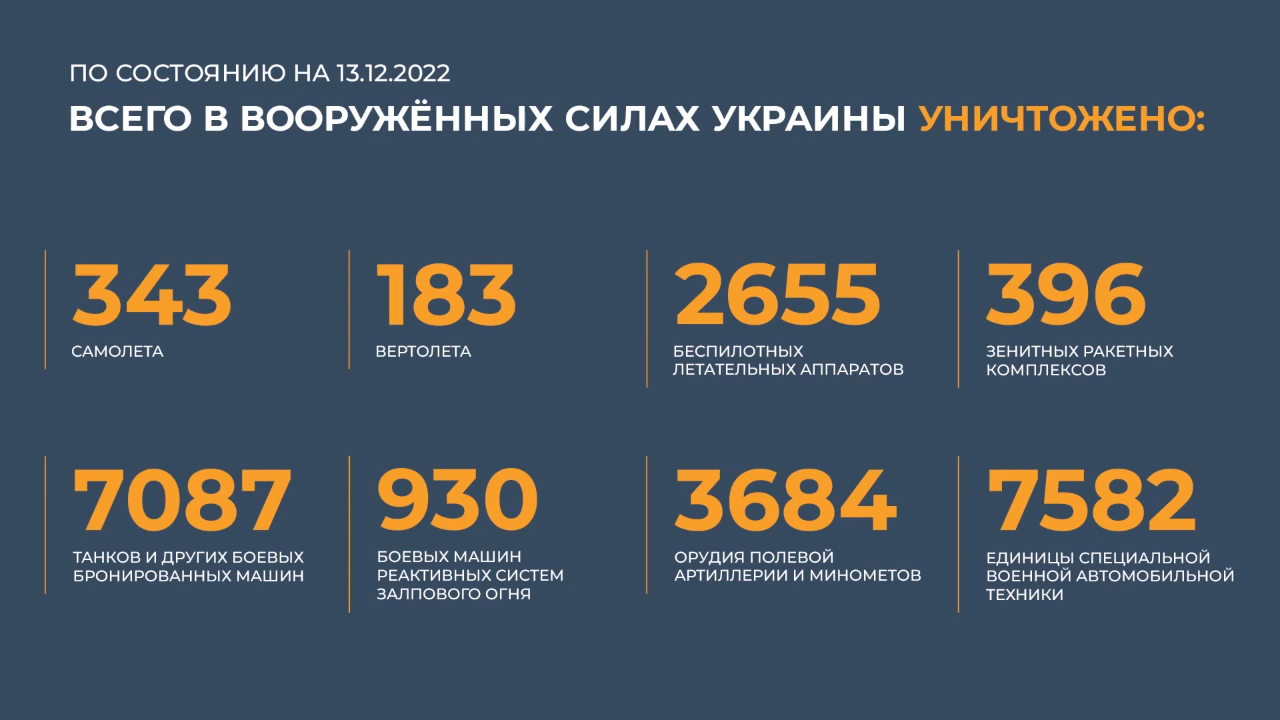 ПО СОСТОЯНИЮ НА 13.12.2022
ВСЕГО В ВООРУЖЁННЫХ СИЛАХ УКРАИНЫ УНИЧТОЖЕНО:
343
САМОЛЕТА
183
ВЕРТОЛЕТА
2655
БЕСПИЛОТНЫХ
ЛЕТАТЕЛЬНЫХ АППАРАТОВ
396
ЗЕНИТНЫХ РАКЕТНЫХ
КОМПЛЕКСОВ
7087
ТАНКОВ И ДРУГИХ БОЕВЫХ
БРОНИРОВАННЫХ МАШИН
930
БОЕВЫХ МАШИН
РЕАКТИВНЫХ СИСТЕМ
ЗАЛПОВОГО ОГНЯ
3684
ОРУДИЯ ПОЛЕВОЙ
АРТИЛЛЕРИИ И МИНОМЕТОВ
7582
ЕДИНИЦЫ СПЕЦИАЛЬНОЙ
ВОЕННОЙ АВТОМОБИЛЬНОЙ
ТЕХНИКИ